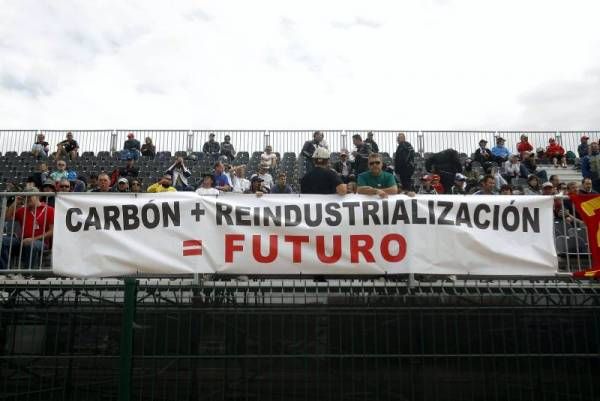 CARBÓN + REINDUSTRIALIZACIÓN
= FUTURO